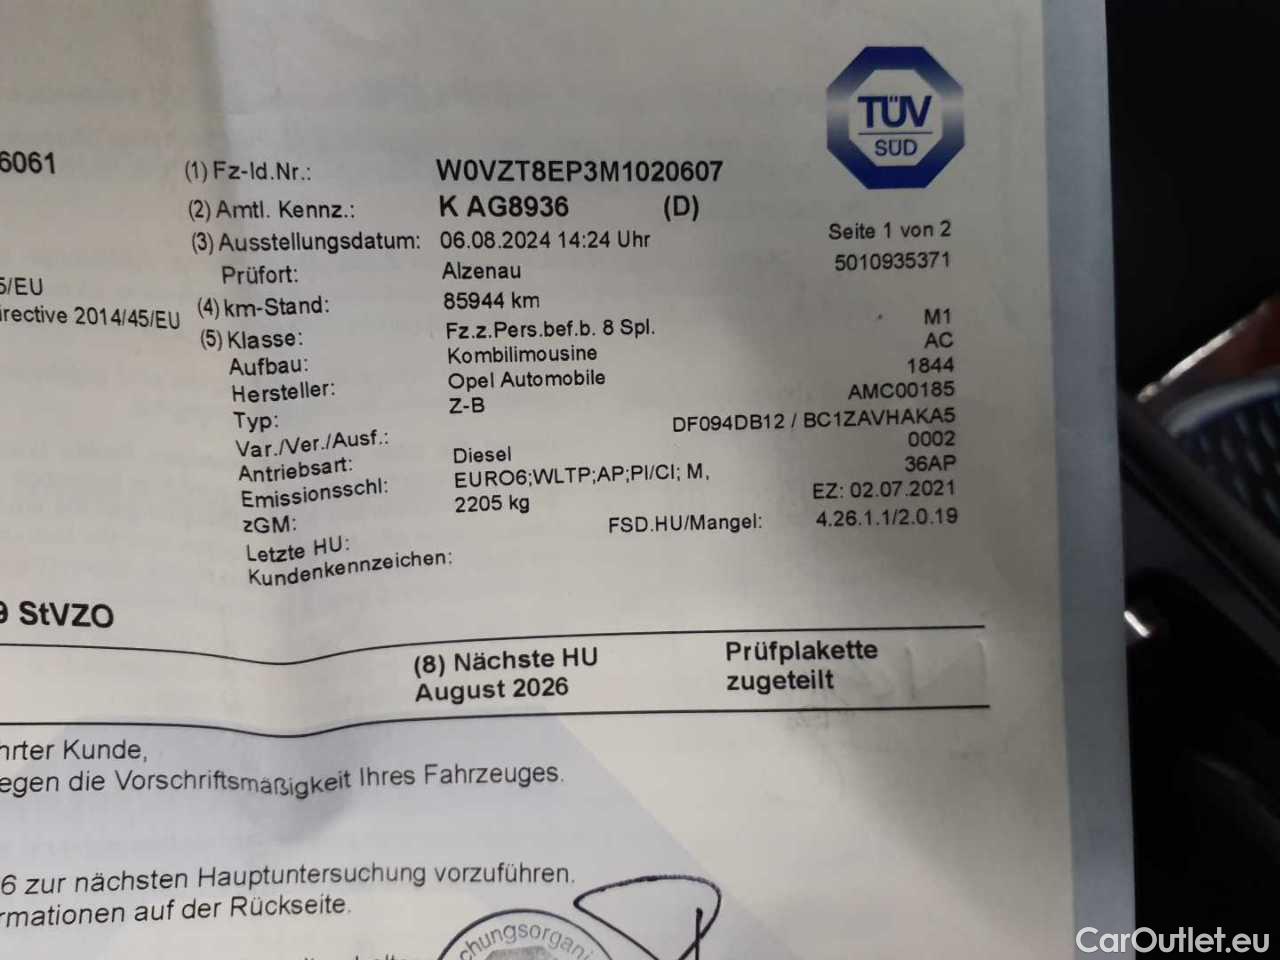 TÜV
SÜD
6061
(1) Fz-Id.Nr.: W0VZT8EP3M1020607
(2) Amtl. Kennz.: K AG8936 (D)
(3) Ausstellungsdatum: 06.08.2024 14:24 Uhr Seite 1 von 2
Prüfort: Alzenau 5010935371
5/EU
(4) km-Stand: 85944 km
irective 2014/45/EU
(5) Klasse: Fz.z.Pers.bef.b. 8 Spl. M1
Aufbau: Kombilimousine AC
Hersteller: Opel Automobile 1844
Typ: Z-B AMC00185
Var./Ver./Ausf.: DF094DB12 / BC1ZAVHAKA5
Antriebsart: Diesel 0002
Emissionsschl: EURO6;WLTP;AP;PI/CI; M, 36AP
zGM: 2205 kg EZ: 02.07.2021
Letzte HU: FSD.HU/Mangel: 4.26.1.1/2.0.19
Kundenkennzeichen:
9 StVZO
(8) Nächste HU Prüfplakette
August 2026 zugeteilt
hrter Kunde,
egen die Vorschriftsmäßigkeit Ihres Fahrzeuges.
6 zur nächsten Hauptuntersuchung vorzuführen.
rmationen auf der Rückseite.
chungsorgani
CarOutlet.eu